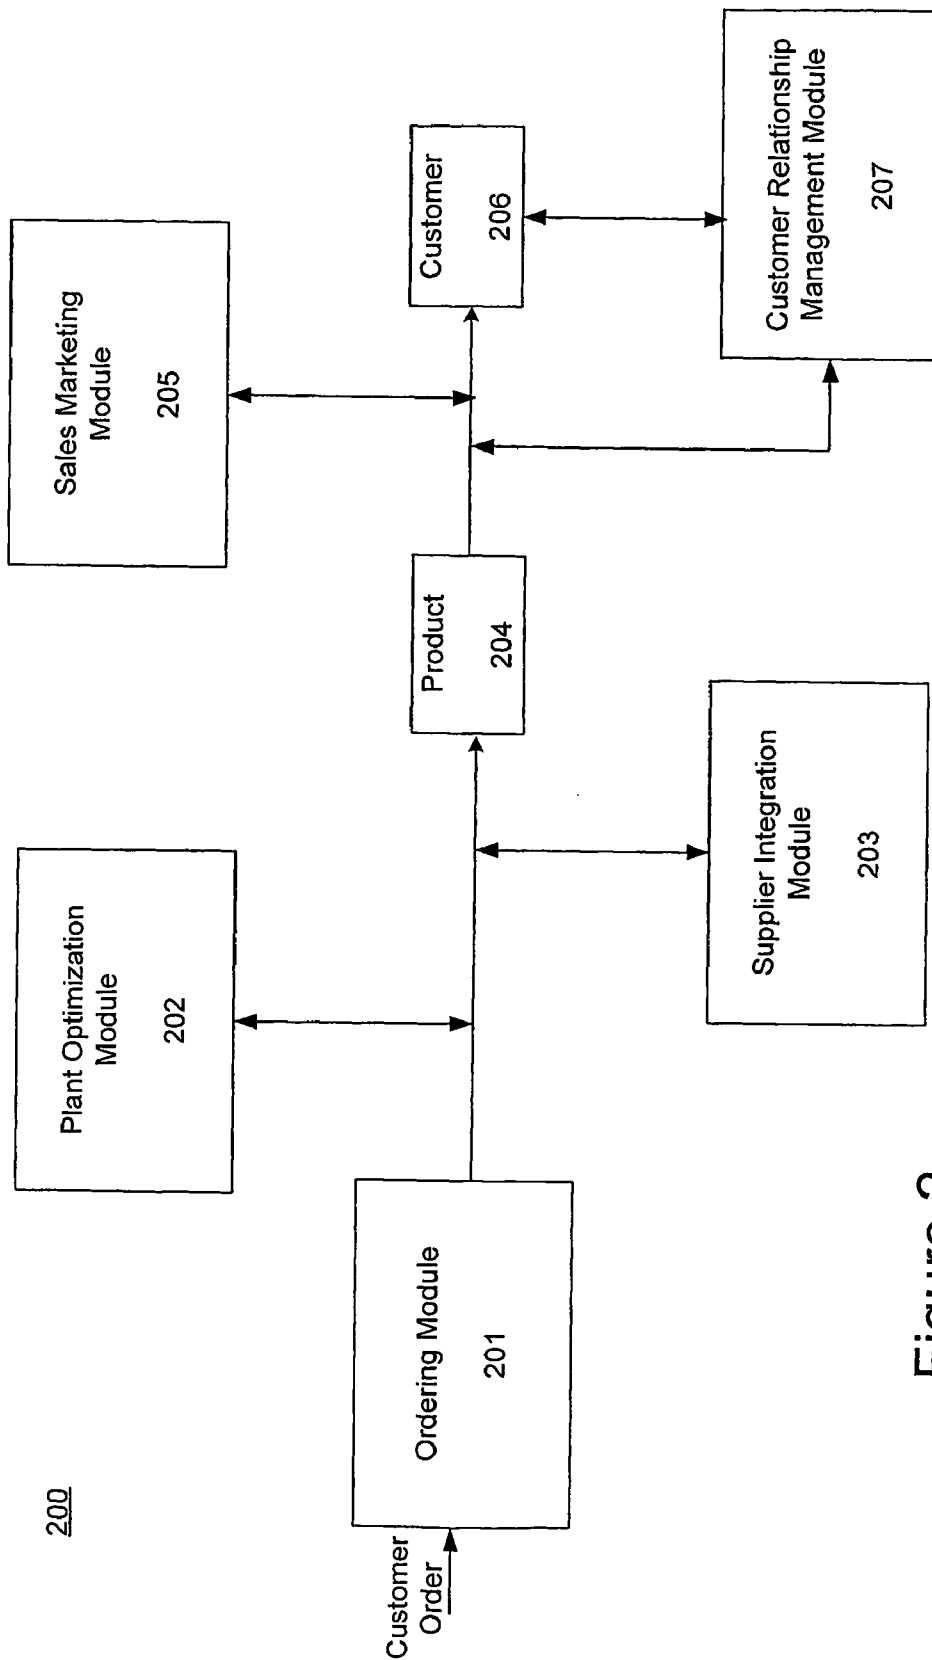 200
Customer
Order
Ordering Module
201
Plant Optimization
Module
202
Supplier Integration
Module
203
Product
204
Sales Marketing
Module
205
Customer
206
Customer Relationship
Management Module
207
Figure